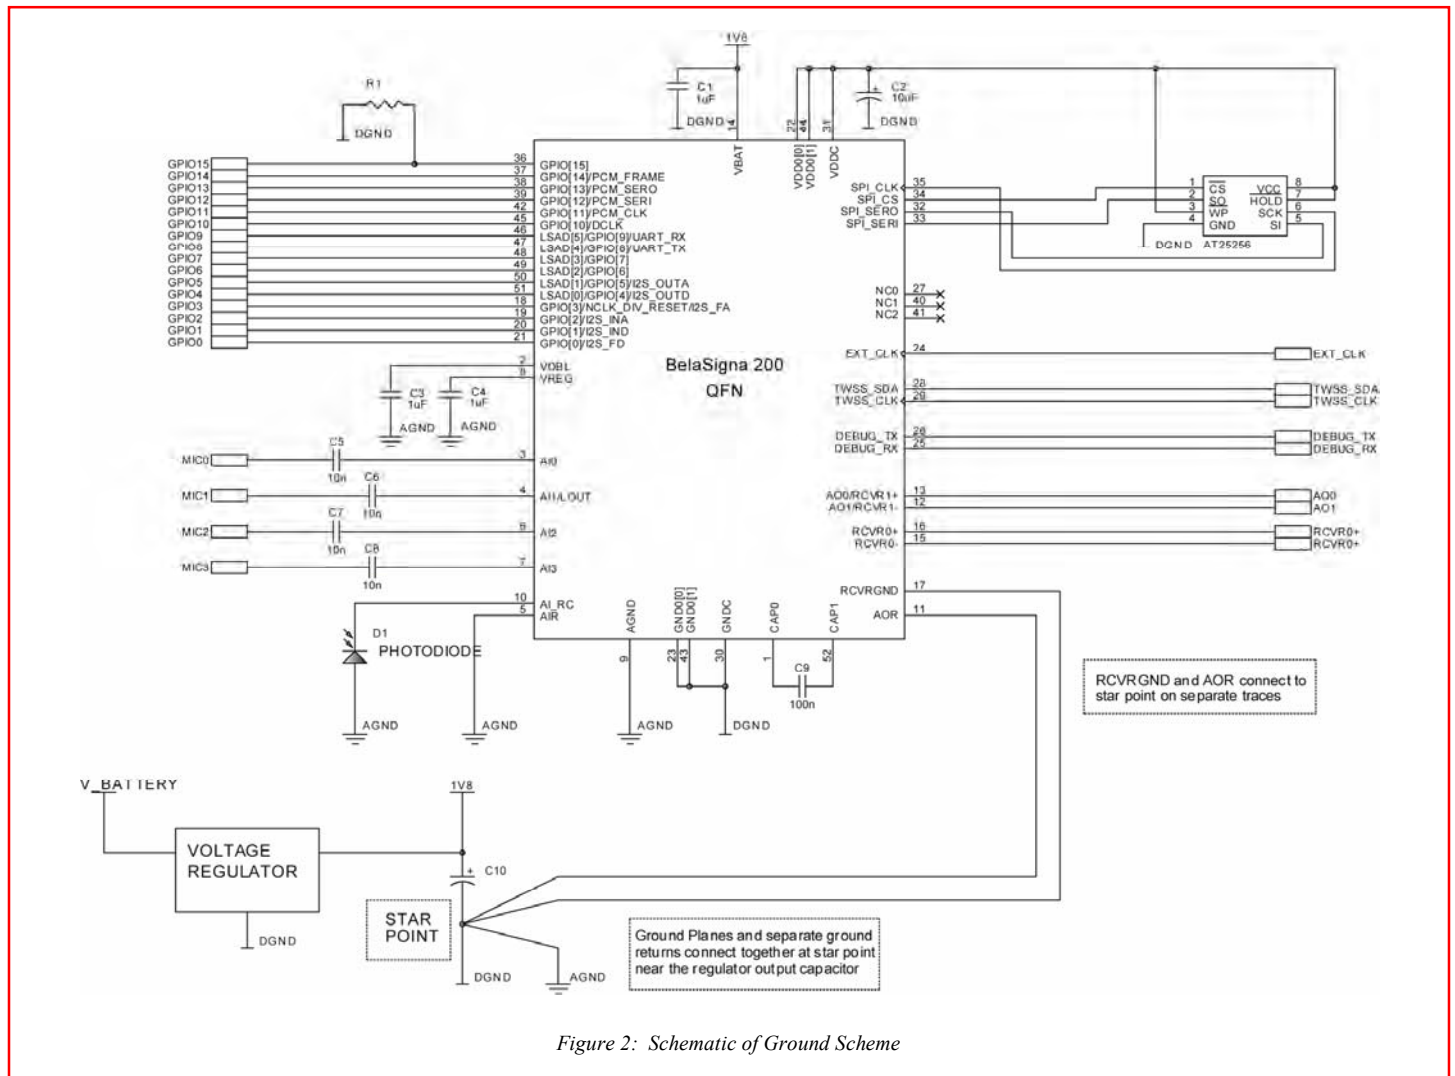 1V8
R1
DGND
C1
1uF
DGND
14
VBAT
22
44
31
VDD0[0]
VDD0[1]
VDDC
C2
10uF
DGND
GPIO15
GPIO14
GPIO13
GPIO12
GPIO11
GPIO10
GPIO9
GPIO8
GPIO7
GPIO6
GPIO5
GPIO4
GPIO3
GPIO2
GPIO1
GPIO0
36 GPIO[15]
37 GPIO[14]/PCM_FRAME
38 GPIO[13]/PCM_SERO
39 GPIO[12]/PCM_SERI
42 GPIO[11]/PCM_CLK
45 GPIO[10]/DCLK
46 LSAD[5]/GPIO[9]/UART_RX
47 LSAD[4]/GPIO[8]/UART_TX
48 LSAD[3]/GPIO[7]
49 LSAD[2]/GPIO[6]
50 LSAD[1]/GPIO[5]/I2S_OUTA
51 LSAD[0]/GPIO[4]/I2S_OUTD
18 GPIO[3]/NCLK_DIV_RESET/I2S_FA
19 GPIO[2]/I2S_INA
20 GPIO[1]/I2S_IND
21 GPIO[0]/I2S_FD
2 VDBL
8 VREG
C3
1uF
AGND
C4
1uF
AGND
BelaSigna 200
QFN
SPI_CLK 35
SPI_CS 34
SPI_SERO 32
SPI_SERI 33
1 CS
2 SO
3 WP
4 GND
VCC 8
HOLD 7
SCK 6
SI 5
DGND AT25256
NC0 27
NC1 40
NC2 41
EXT_CLK 24 EXT_CLK
TWSS_SDA 28 TWSS_SDA
TWSS_CLK 29 TWSS_CLK
DEBUG_TX 26 DEBUG_TX
DEBUG_RX 25 DEBUG_RX
AO0/RCVR1+ 13 AO0
AO1/RCVR1- 12 AO1
RCVR0+ 16 RCVR0+
RCVR0- 15 RCVR0+
RCVRGND 17
AOR 11
MIC0 C5 10n 3 AI0
MIC1 C6 10n 4 AI1/LOUT
MIC2 C7 10n 6 AI2
MIC3 C8 10n 7 AI3
10 AI_RC
5 AIR
D1
PHOTODIODE
AGND
AGND
AGND
9
AGND
GND0[0]
GND0[1]
GNDC
23
43
30
DGND
CAP0
CAP1
1
52
C9
100n
RCVRGND and AOR connect to
star point on separate traces
V_BATTERY
VOLTAGE
REGULATOR
DGND
1V8
C10
STAR
POINT
DGND
AGND
Ground Planes and separate ground
returns connect together at star point
near the regulator output capacitor
Figure 2: Schematic of Ground Scheme